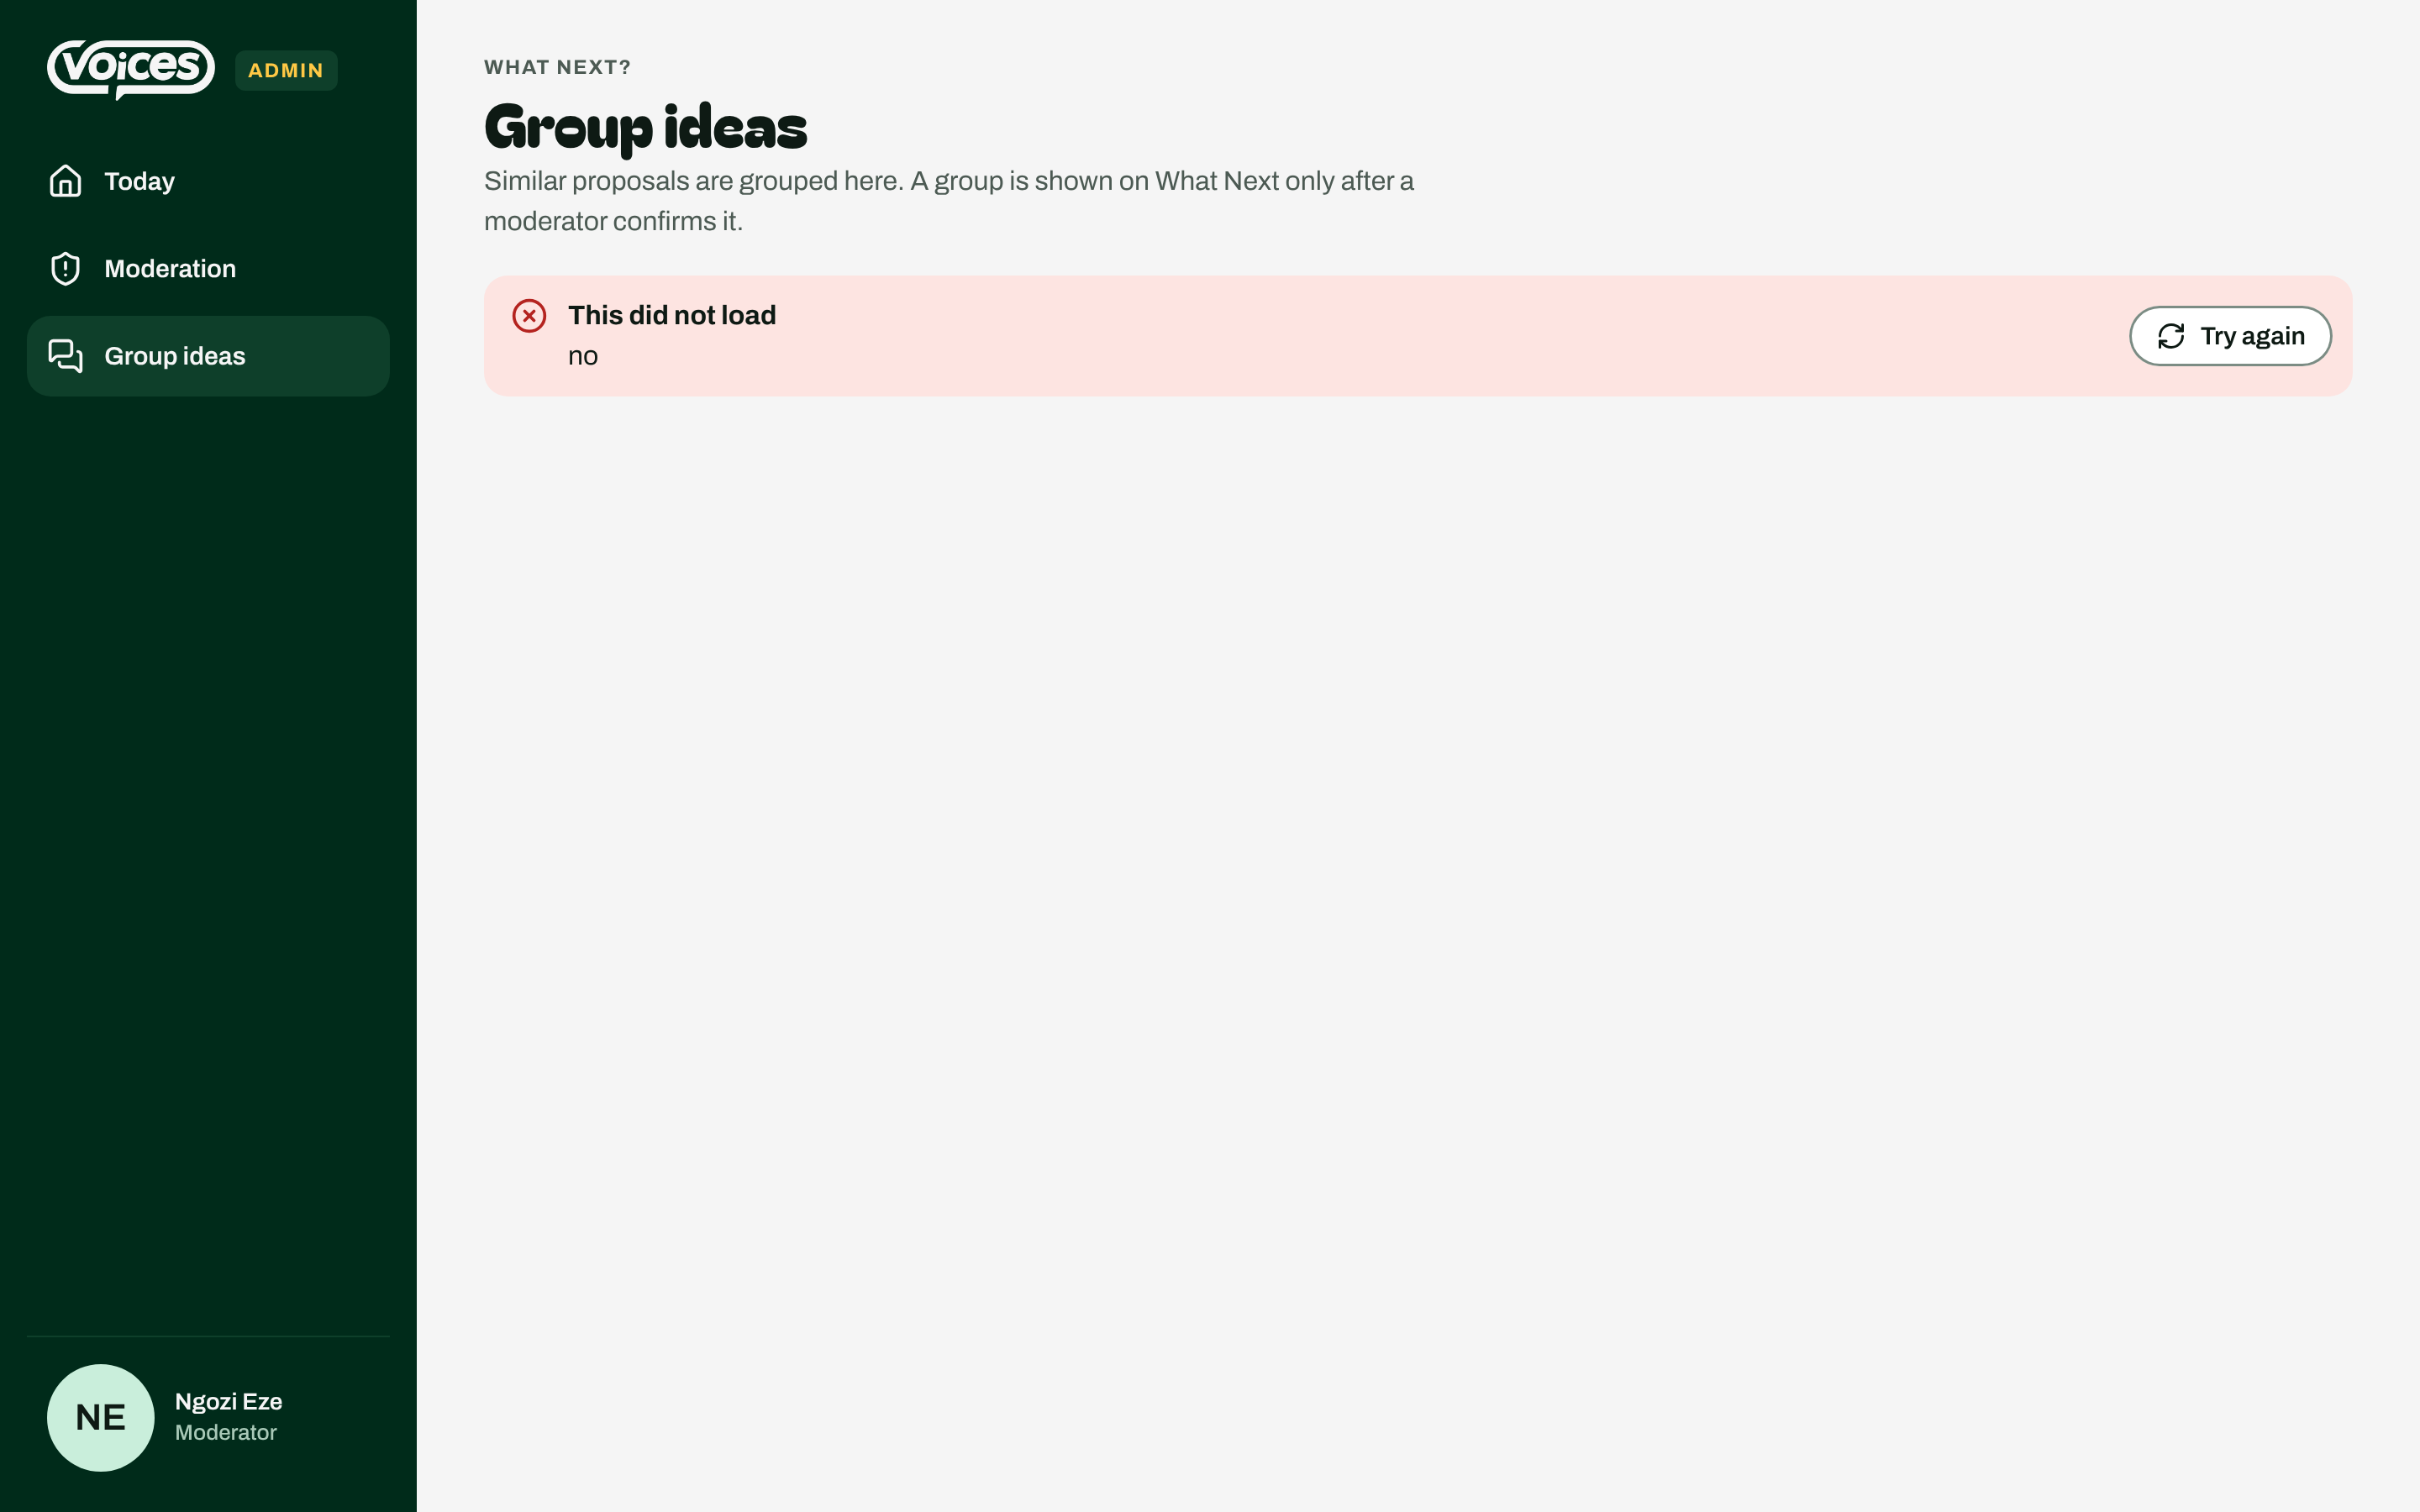 voices
ADMIN
Today
Moderation
Group ideas
NE
Ngozi Eze
Moderator
WHAT NEXT?
Group ideas
Similar proposals are grouped here. A group is shown on What Next only after a
moderator confirms it.
This did not load
no
Try again